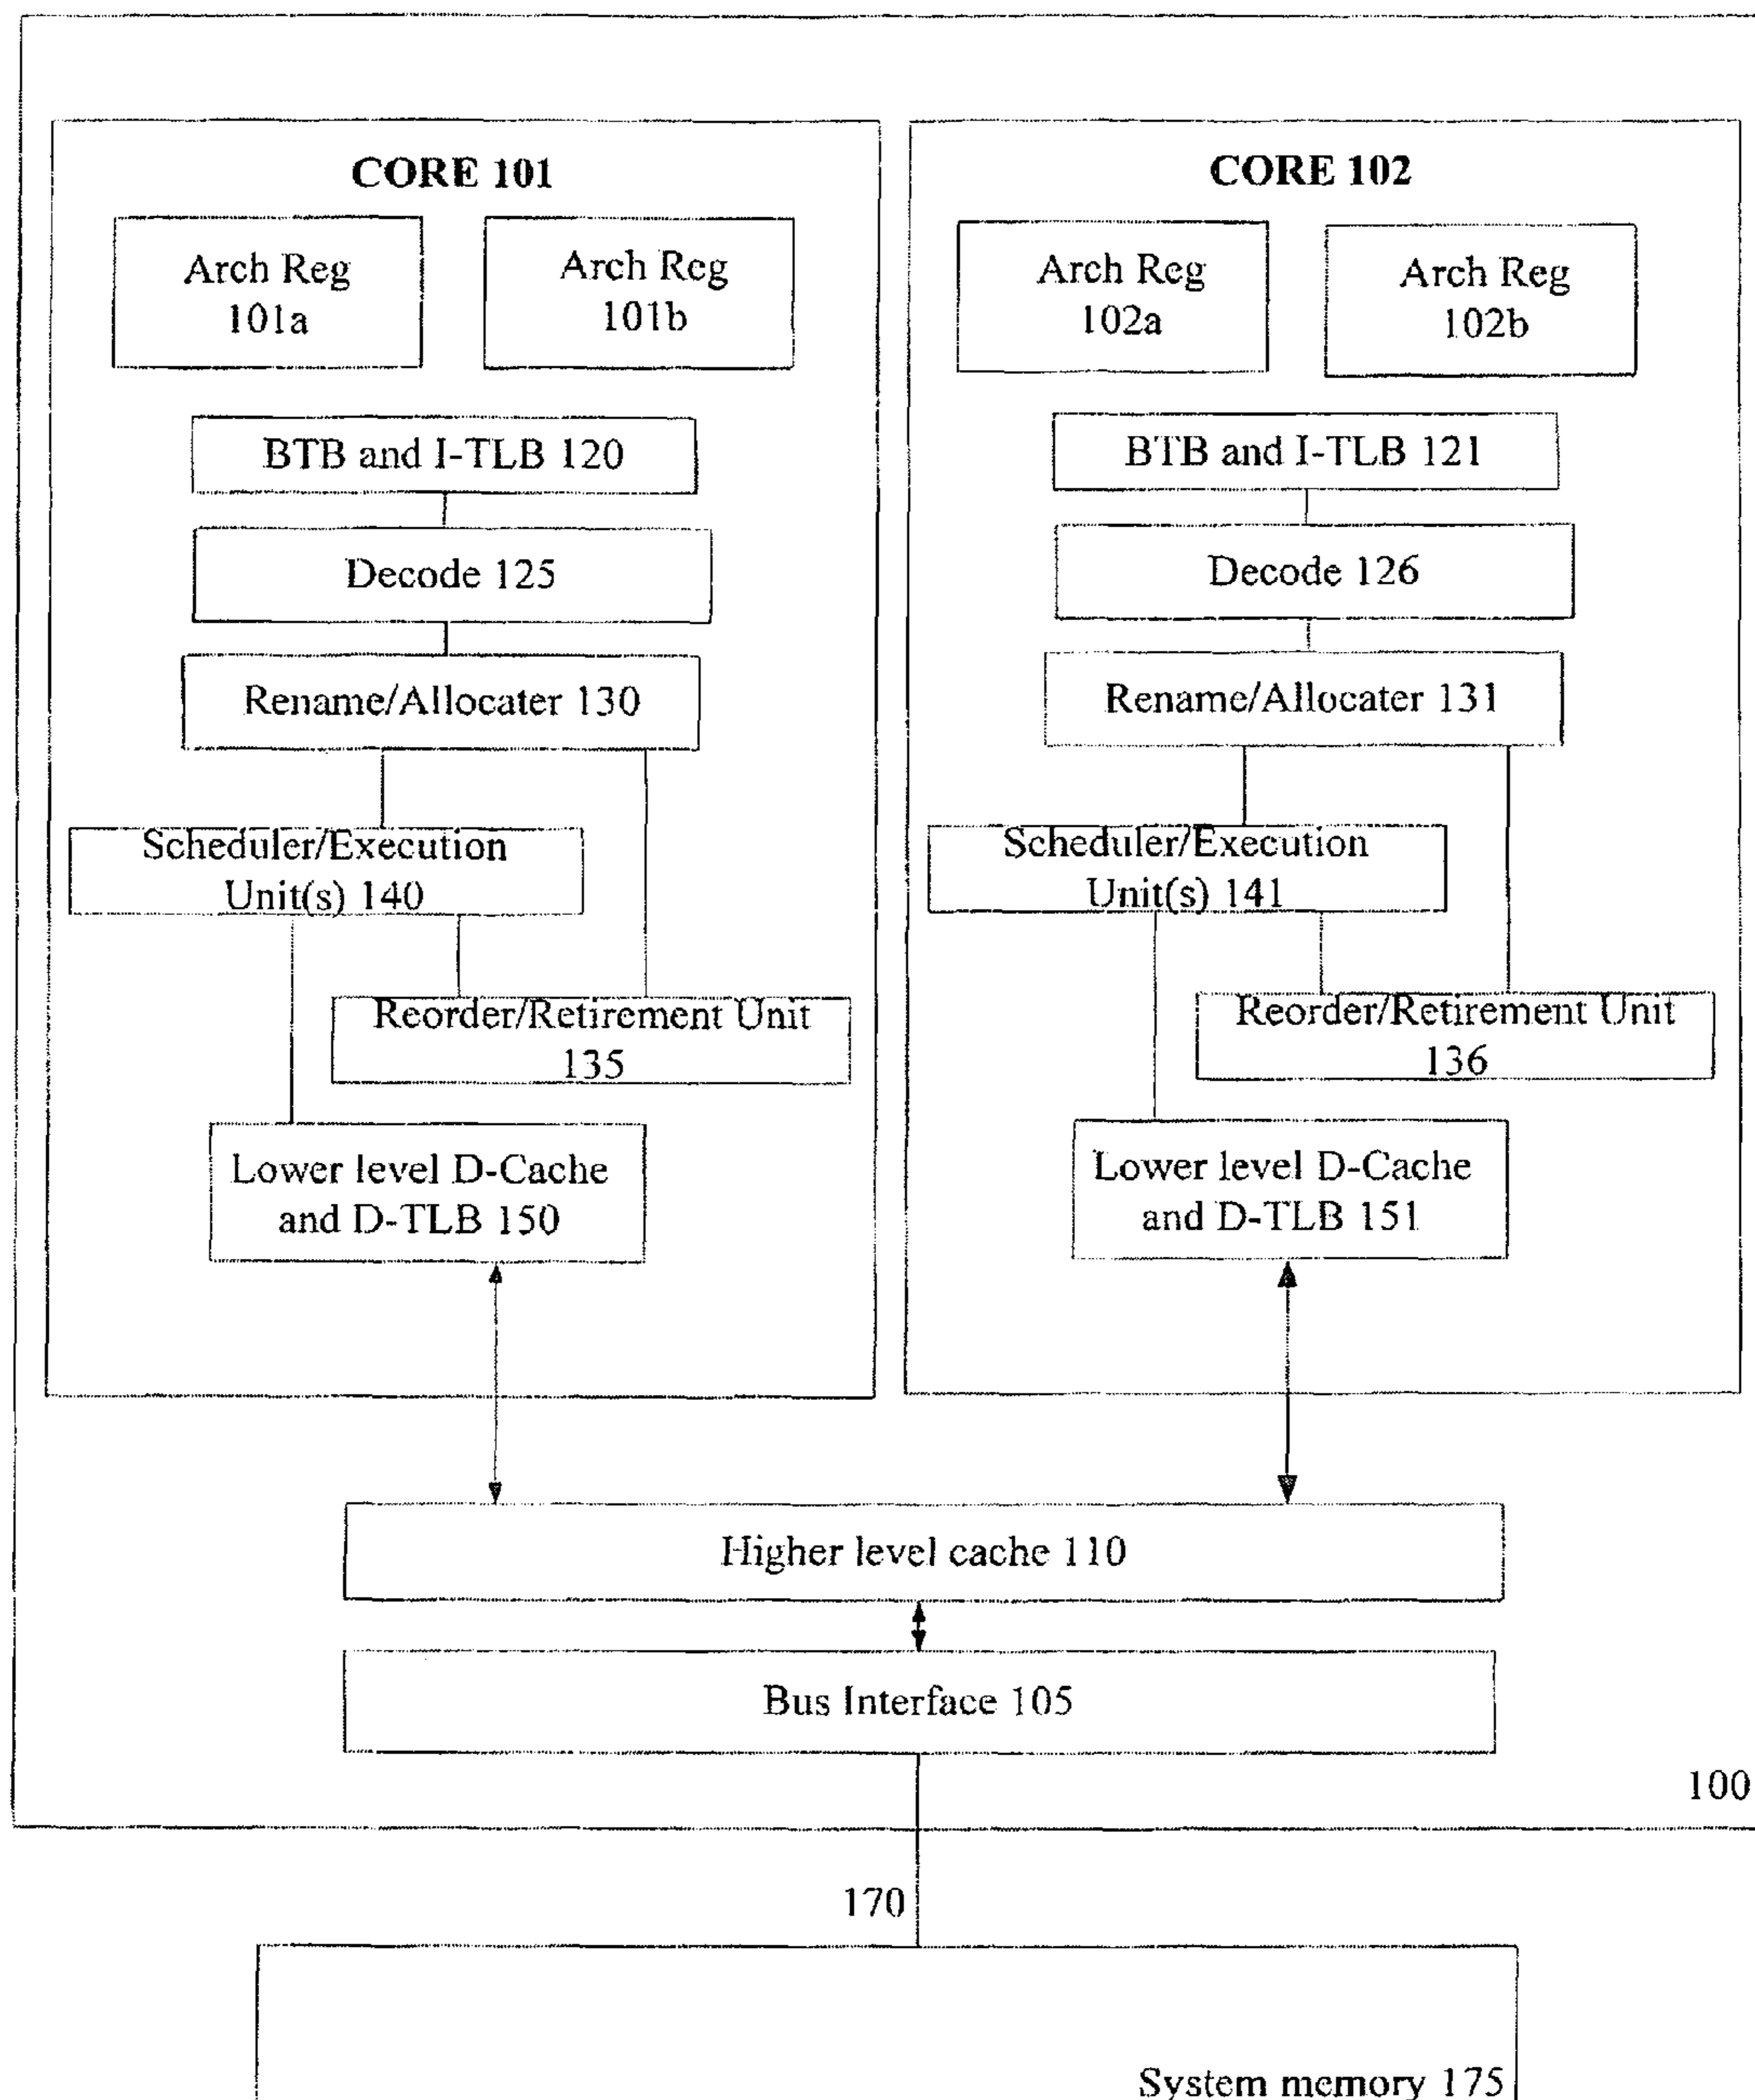 CORE 101
Arch Reg
101a
Arch Reg
101b
BTB and I-TLB 120
Decode 125
Rename/Allocater 130
Scheduler/Execution
Unit(s) 140
Reorder/Retirement Unit
135
Lower level D-Cache
and D-TLB 150
CORE 102
Arch Reg
102a
Arch Reg
102b
BTB and I-TLB 121
Decode 126
Rename/Allocater 131
Scheduler/Execution
Unit(s) 141
Reorder/Retirement Unit
136
Lower level D-Cache
and D-TLB 151
Higher level cache 110
Bus Interface 105
100
170
System memory 175